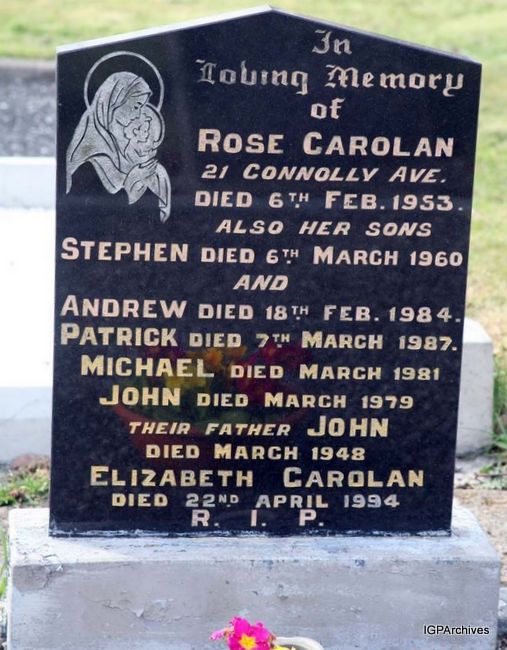 In
Loving Memory
of
ROSE CAROLAN
21 CONNOLLY AVE.
DIED 6TH FEB. 1953.
ALSO HER SONS
STEPHEN DIED 6TH MARCH 1960
AND
ANDREW DIED 18TH FEB. 1984.
PATRICK DIED 7TH MARCH 1987.
MICHAEL DIED MARCH 1981
JOHN DIED MARCH 1979
THEIR FATHER JOHN
DIED MARCH 1948
ELIZABETH CAROLAN
DIED 22ND APRIL 1994
R. I. P.
IGPArchives